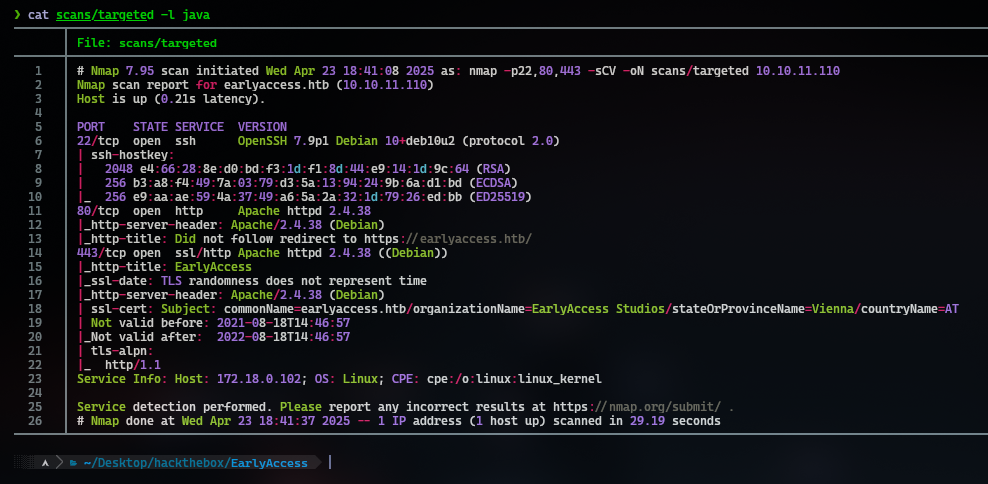 ❯ cat scans/targeted -l java
File: scans/targeted
1 # Nmap 7.95 scan initiated Wed Apr 23 18:41:08 2025 as: nmap -p22,80,443 -sCV -oN scans/targeted 10.10.11.110
2 Nmap scan report for earlyaccess.htb (10.10.11.110)
3 Host is up (0.21s latency).
4
5 PORT    STATE SERVICE  VERSION
6 22/tcp  open  ssh      OpenSSH 7.9p1 Debian 10+deb10u2 (protocol 2.0)
7 | ssh-hostkey:
8 |   2048 e4:66:28:8e:d0:bd:f3:1d:f1:8d:44:e9:14:1d:9c:64 (RSA)
9 |   256 b3:a8:f4:49:7a:03:79:d3:5a:13:94:24:9b:6a:d1:bd (ECDSA)
10 |_  256 e9:aa:ae:59:4a:37:49:a6:5a:2a:32:1d:79:26:ed:bb (ED25519)
11 80/tcp  open  http     Apache httpd 2.4.38
12 |_http-server-header: Apache/2.4.38 (Debian)
13 |_http-title: Did not follow redirect to https://earlyaccess.htb/
14 443/tcp open  ssl/http Apache httpd 2.4.38 ((Debian))
15 |_http-title: EarlyAccess
16 |_ssl-date: TLS randomness does not represent time
17 |_http-server-header: Apache/2.4.38 (Debian)
18 | ssl-cert: Subject: commonName=earlyaccess.htb/organizationName=EarlyAccess Studios/stateOrProvinceName=Vienna/countryName=AT
19 | Not valid before: 2021-08-18T14:46:57
20 |_Not valid after:  2022-08-18T14:46:57
21 | tls-alpn:
22 |_  http/1.1
23 Service Info: Host: 172.18.0.102; OS: Linux; CPE: cpe:/o:linux:linux_kernel
24
25 Service detection performed. Please report any incorrect results at https://nmap.org/submit/ .
26 # Nmap done at Wed Apr 23 18:41:37 2025 -- 1 IP address (1 host up) scanned in 29.19 seconds
~/Desktop/hackthebox/EarlyAccess